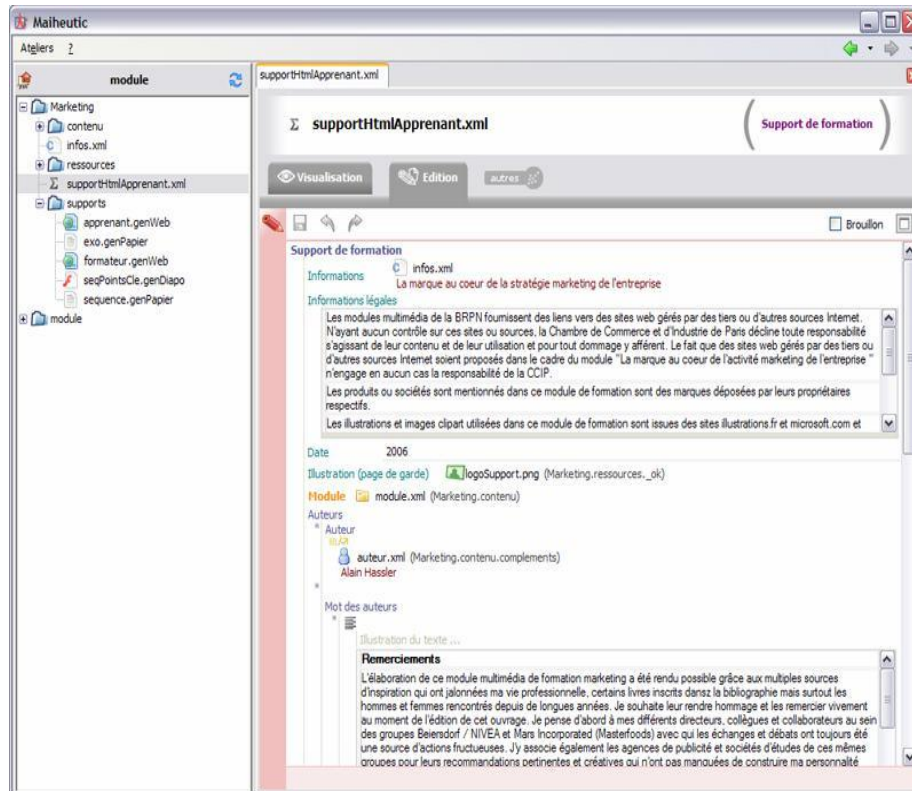 Maiheutic
Ateliers ?
module
Marketing
contenu
infos.xml
ressources
supportHtmlApprenant.xml
supports
apprenant.genWeb
exo.genPapier
formateur.genWeb
seqPointsCle.genDiapo
sequence.genPapier
module
supportHtmlApprenant.xml
Σ supportHtmlApprenant.xml
Support de formation
Visualisation Edition autres
Brouillon
Support de formation
Informations infos.xml
La marque au coeur de la stratégie marketing de l'entreprise
Informations légales
Les modules multimédia de la BRPN fournissent des liens vers des sites web gérés par des tiers ou d'autres sources Internet.
N'ayant aucun contrôle sur ces sites ou sources, la Chambre de Commerce et d'Industrie de Paris décline toute responsabilité
s'agissant de leur contenu et de leur utilisation et pour tout dommage y afférent. Le fait que des sites web gérés par des tiers ou
d'autres sources Internet soient proposés dans le cadre du module "La marque au coeur de l'activité marketing de l'entreprise "
n'engage en aucun cas la responsabilité de la CCIP.
Les produits ou sociétés sont mentionnés dans ce module de formation sont des marques déposées par leurs propriétaires
respectifs.
Les illustrations et images clipart utilisées dans ce module de formation sont issues des sites illustrations.fr et microsoft.com et
Date 2006
Illustration (page de garde) logoSupport.png (Marketing.ressources._ok)
Module module.xml (Marketing.contenu)
Auteurs
* Auteur
auteur.xml (Marketing.contenu.complements)
Alain Hassler
*
Mot des auteurs
*
Illustration du texte ...
Remerciements
L'élaboration de ce module multimédia de formation marketing a été rendu possible grâce aux multiples sources
d'inspiration qui ont jalonnées ma vie professionnelle, certains livres inscrits dansz la bibliographie mais surtout les
hommes et femmes rencontrés depuis de longues années. Je souhaite leur rendre hommage et les remercier vivement
au moment de l'édition de cet ouvrage. Je pense d'abord à mes différents directeurs, collègues et collaborateurs au sein
des groupes Beiersdorf / NIVEA et Mars Incorporated (Masterfoods) avec qui les échanges et débats ont toujours été
une source d'actions fructueuses. J'y associe également les agences de publicité et sociétés d'études de ces mêmes
groupes pour leurs recommandations pertinentes et créatives qui n'ont pas manquées de construire ma personnalité